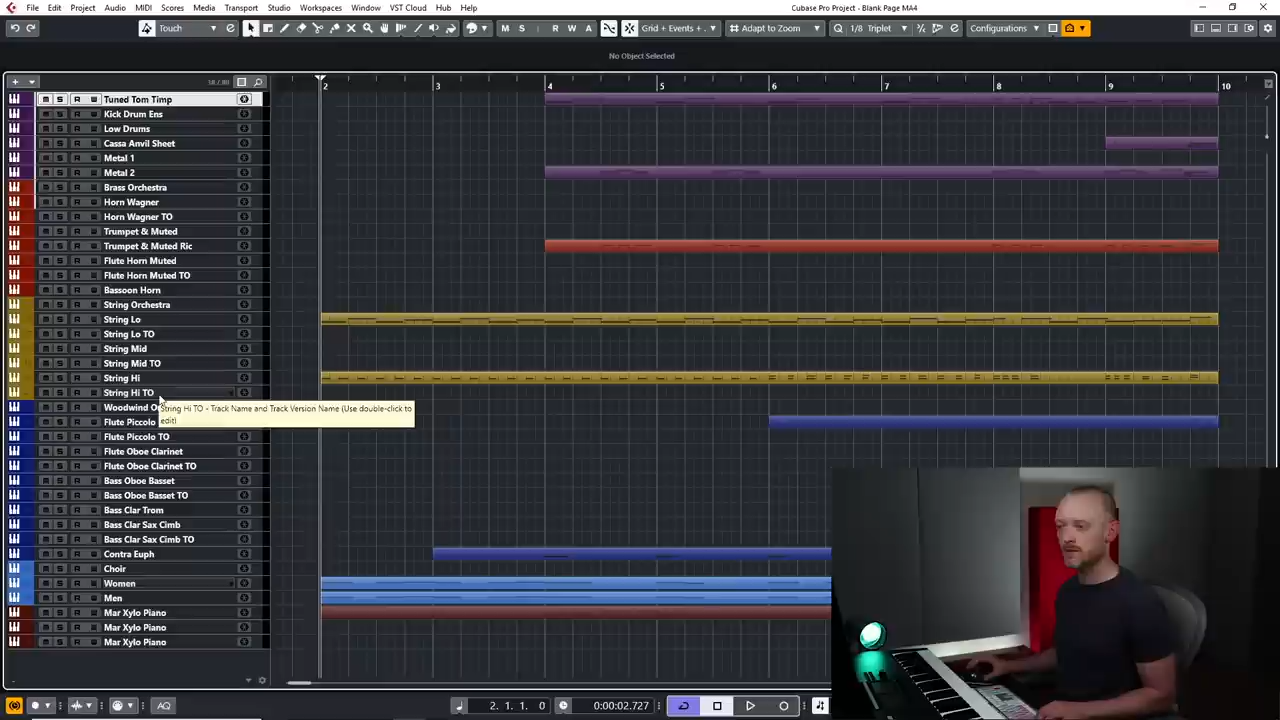 File Edit Project Audio MIDI Scores Media Transport Studio Workspaces Window VST Cloud Hub Help
Cubase Pro Project - Blank Page MA4
Touch
M S L R W A
Grid + Events +
Adapt to Zoom
Q 1/8 Triplet
Configurations
No Object Selected
2 3 4 5 6 7 8 9 10
Tuned Tom Timp
Kick Drum Ens
Low Drums
Cassa Anvil Sheet
Metal 1
Metal 2
Brass Orchestra
Horn Wagner
Horn Wagner TO
Trumpet & Muted
Trumpet & Muted Ric
Flute Horn Muted
Flute Horn Muted TO
Bassoon Horn
String Orchestra
String Lo
String Lo TO
String Mid
String Mid TO
String Hi
String Hi TO
String Hi TO - Track Name and Track Version Name (Use double-click to
edit)
Woodwind O
Flute Piccolo
Flute Piccolo TO
Flute Oboe Clarinet
Flute Oboe Clarinet TO
Bass Oboe Basset
Bass Oboe Basset TO
Bass Clar Trom
Bass Clar Sax Cimb
Bass Clar Sax Cimb TO
Contra Euph
Choir
Women
Men
Mar Xylo Piano
Mar Xylo Piano
Mar Xylo Piano
AQ
2. 1. 1. 0
0:00:02.727